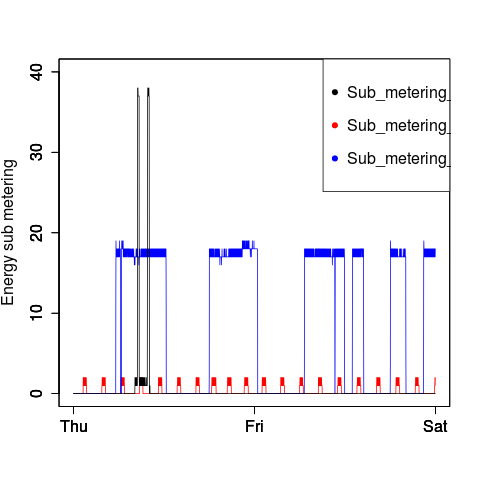 Energy sub metering
40
30
20
10
0
Thu
Fri
Sat
Sub_metering_
Sub_metering_
Sub_metering_